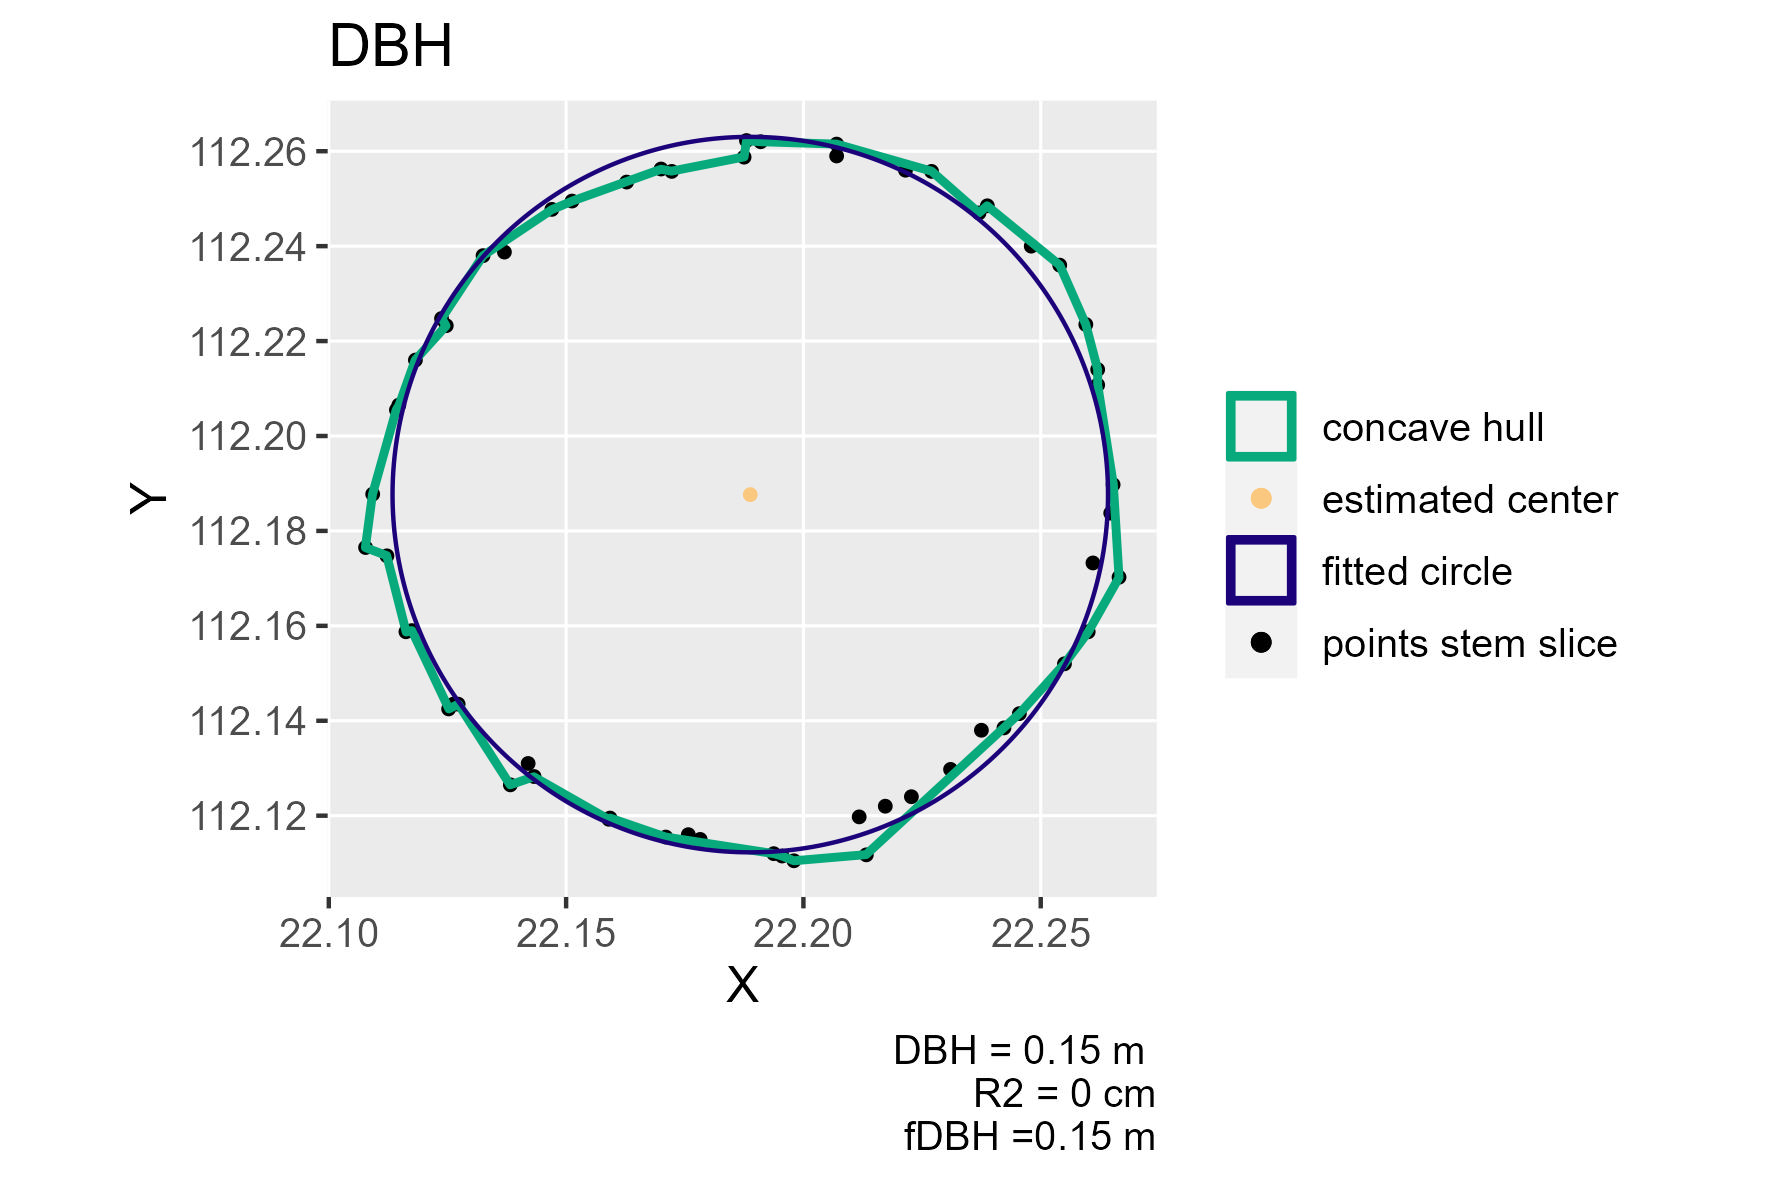 DBH
112.26
112.24
112.22
112.20
112.18
112.16
112.14
112.12
Y
22.10 22.15 22.20 22.25
X
concave hull
estimated center
fitted circle
points stem slice
DBH = 0.15 m
R2 = 0 cm
fDBH =0.15 m